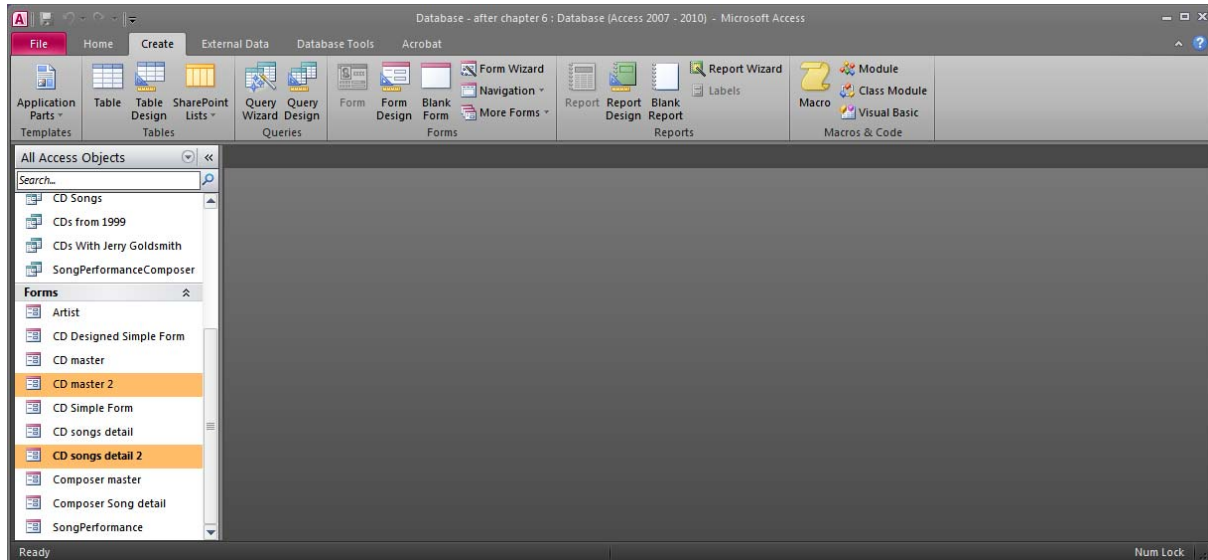 A Database - after chapter 6 : Database (Access 2007 - 2010) - Microsoft Access
File Home Create External Data Database Tools Acrobat
Application Parts
Table
Table Design
SharePoint Lists
Query Wizard
Query Design
Form
Form Design
Blank Form
Form Wizard
Navigation
More Forms
Report
Report Design
Blank Report
Report Wizard
Labels
Macro
Module
Class Module
Visual Basic
Templates Tables Queries Forms Reports Macros & Code
All Access Objects
Search...
CD Songs
CDs from 1999
CDs With Jerry Goldsmith
SongPerformanceComposer
Forms
Artist
CD Designed Simple Form
CD master
CD master 2
CD Simple Form
CD songs detail
CD songs detail 2
Composer master
Composer Song detail
SongPerformance
Ready Num Lock